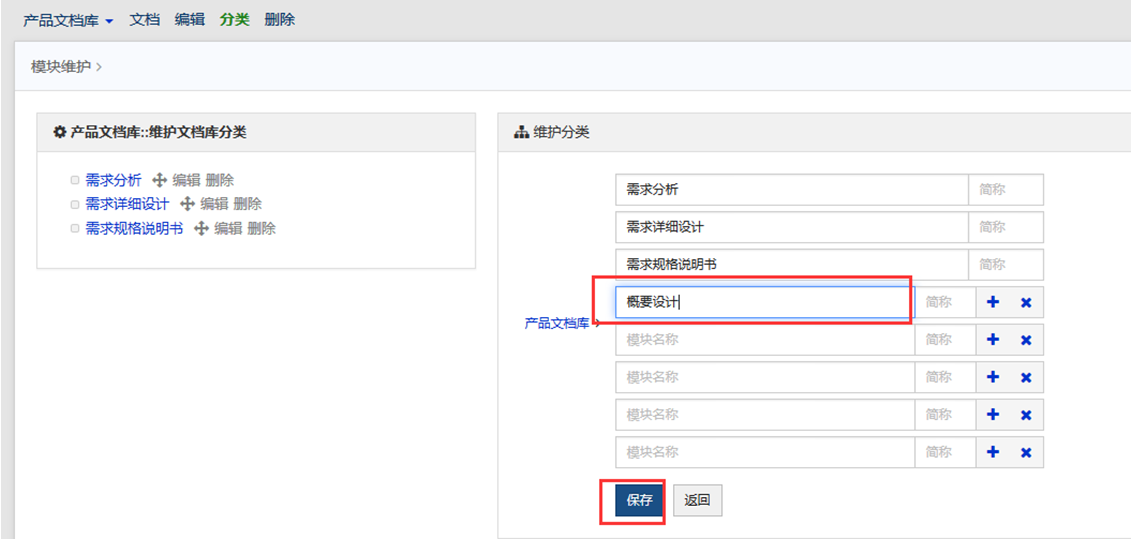 产品文档库 文档 编辑 分类 删除
模块维护 >
产品文档库::维护文档库分类
需求分析 编辑 删除
需求详细设计 编辑 删除
需求规格说明书 编辑 删除
维护分类
产品文档库 >
需求分析 简称
需求详细设计 简称
需求规格说明书 简称
概要设计 简称
模块名称 简称
模块名称 简称
模块名称 简称
模块名称 简称
保存 返回